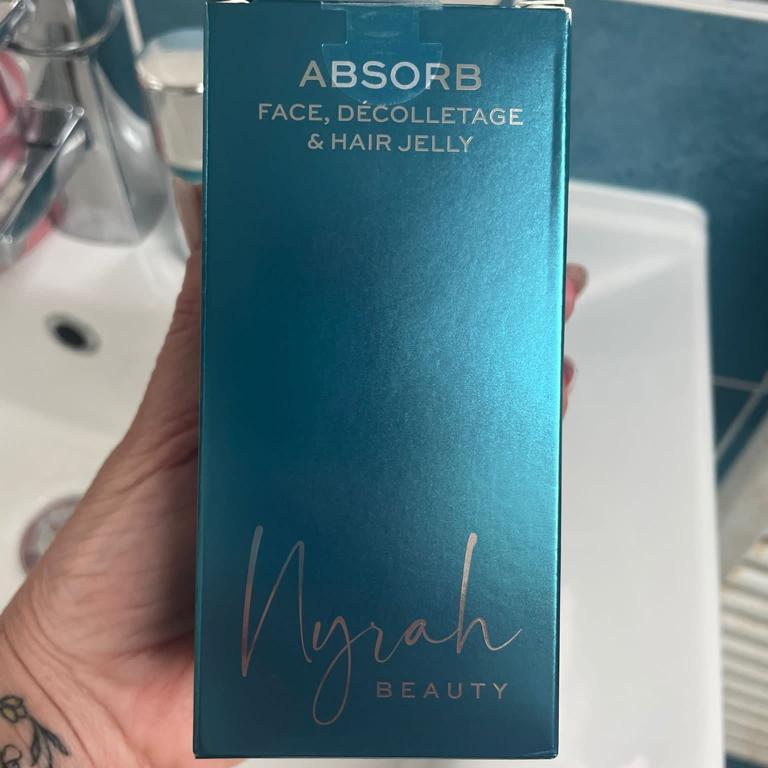 ABSORB
FACE, DÉCOLLETAGE
& HAIR JELLY
Nyrah
BEAUTY